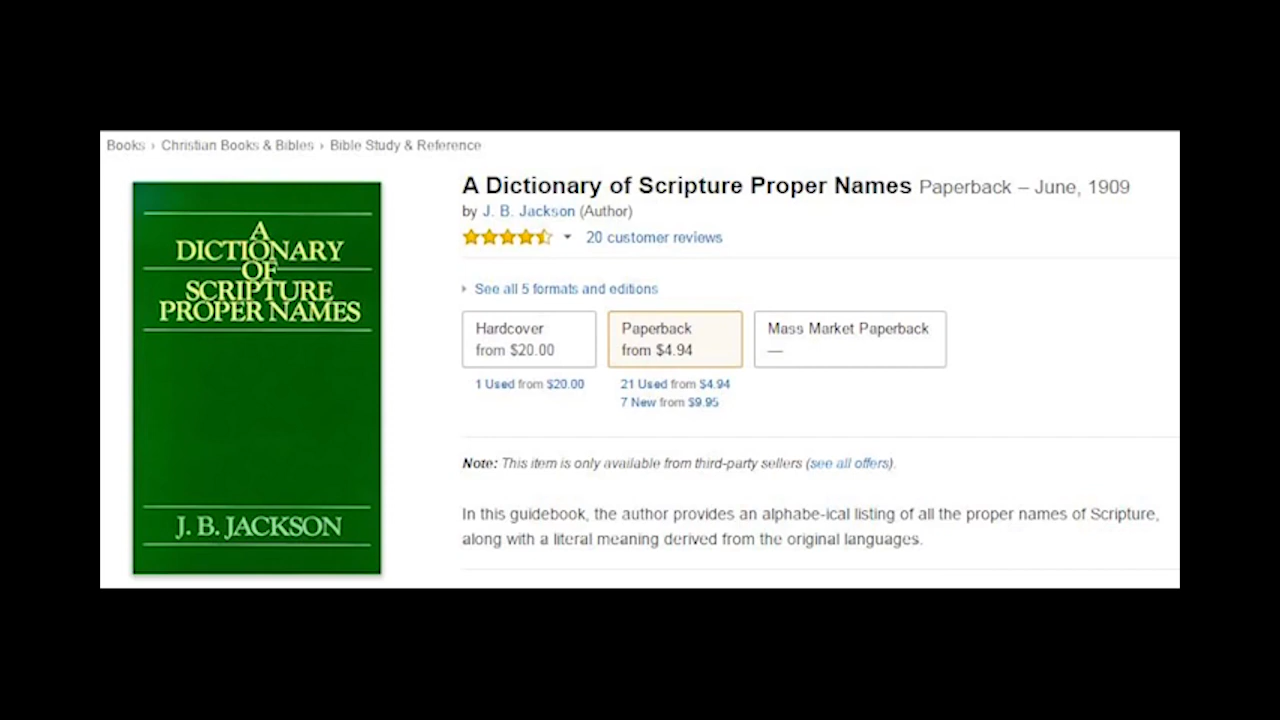 Books › Christian Books & Bibles › Bible Study & Reference
A
DICTIONARY
OF
SCRIPTURE
PROPER NAMES
J. B. JACKSON
A Dictionary of Scripture Proper Names Paperback – June, 1909
by J. B. Jackson (Author)
20 customer reviews
See all 5 formats and editions
Hardcover
from $20.00
1 Used from $20.00
Paperback
from $4.94
21 Used from $4.94
7 New from $9.95
Mass Market Paperback
—
Note: This item is only available from third-party sellers (see all offers).
In this guidebook, the author provides an alphabe-ical listing of all the proper names of Scripture,
along with a literal meaning derived from the original languages.